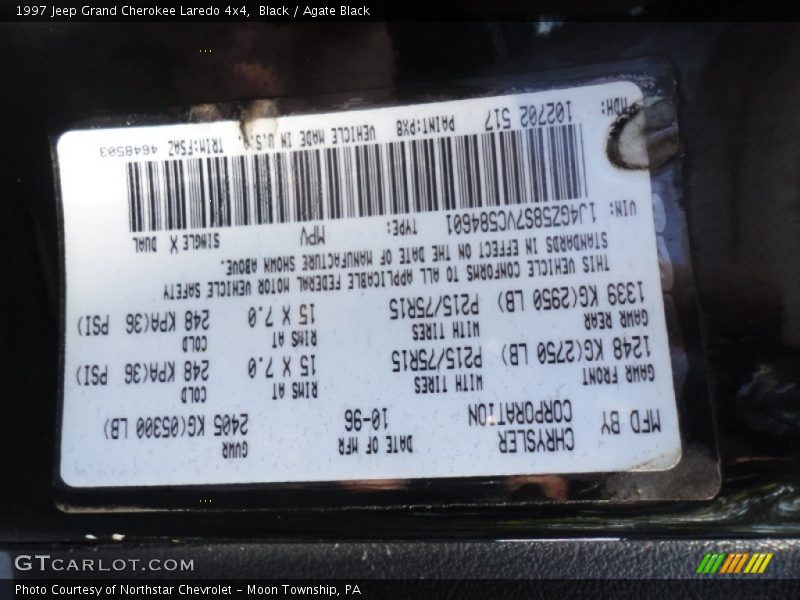 1997 Jeep Grand Cherokee Laredo 4x4,  Black / Agate Black
MFD BY CHRYSLER CORPORATION DATE OF MFR 10-96 GVWR 2405 KG(05300 LB)
GAWR FRONT WITH TIRES RIMS AT COLD
1248 KG(2750 LB) P215/75R15 15 X 7.0 248 KPA(36 PSI)
GAWR REAR WITH TIRES RIMS AT COLD
1339 KG(2950 LB) P215/75R15 15 X 7.0 248 KPA(36 PSI)
THIS VEHICLE CONFORMS TO ALL APPLICABLE FEDERAL MOTOR VEHICLE SAFETY
STANDARDS IN EFFECT ON THE DATE OF MANUFACTURE SHOWN ABOVE.
VIN: 1J4GZ58S7VC584601 TYPE: MPV SINGLE X DUAL
MDH: 102702 517 PAINT:PXB VEHICLE MADE IN U.S.A TRIM:FSAZ 4648503
GTCARLOT.COM
Photo Courtesy of Northstar Chevrolet - Moon Township, PA